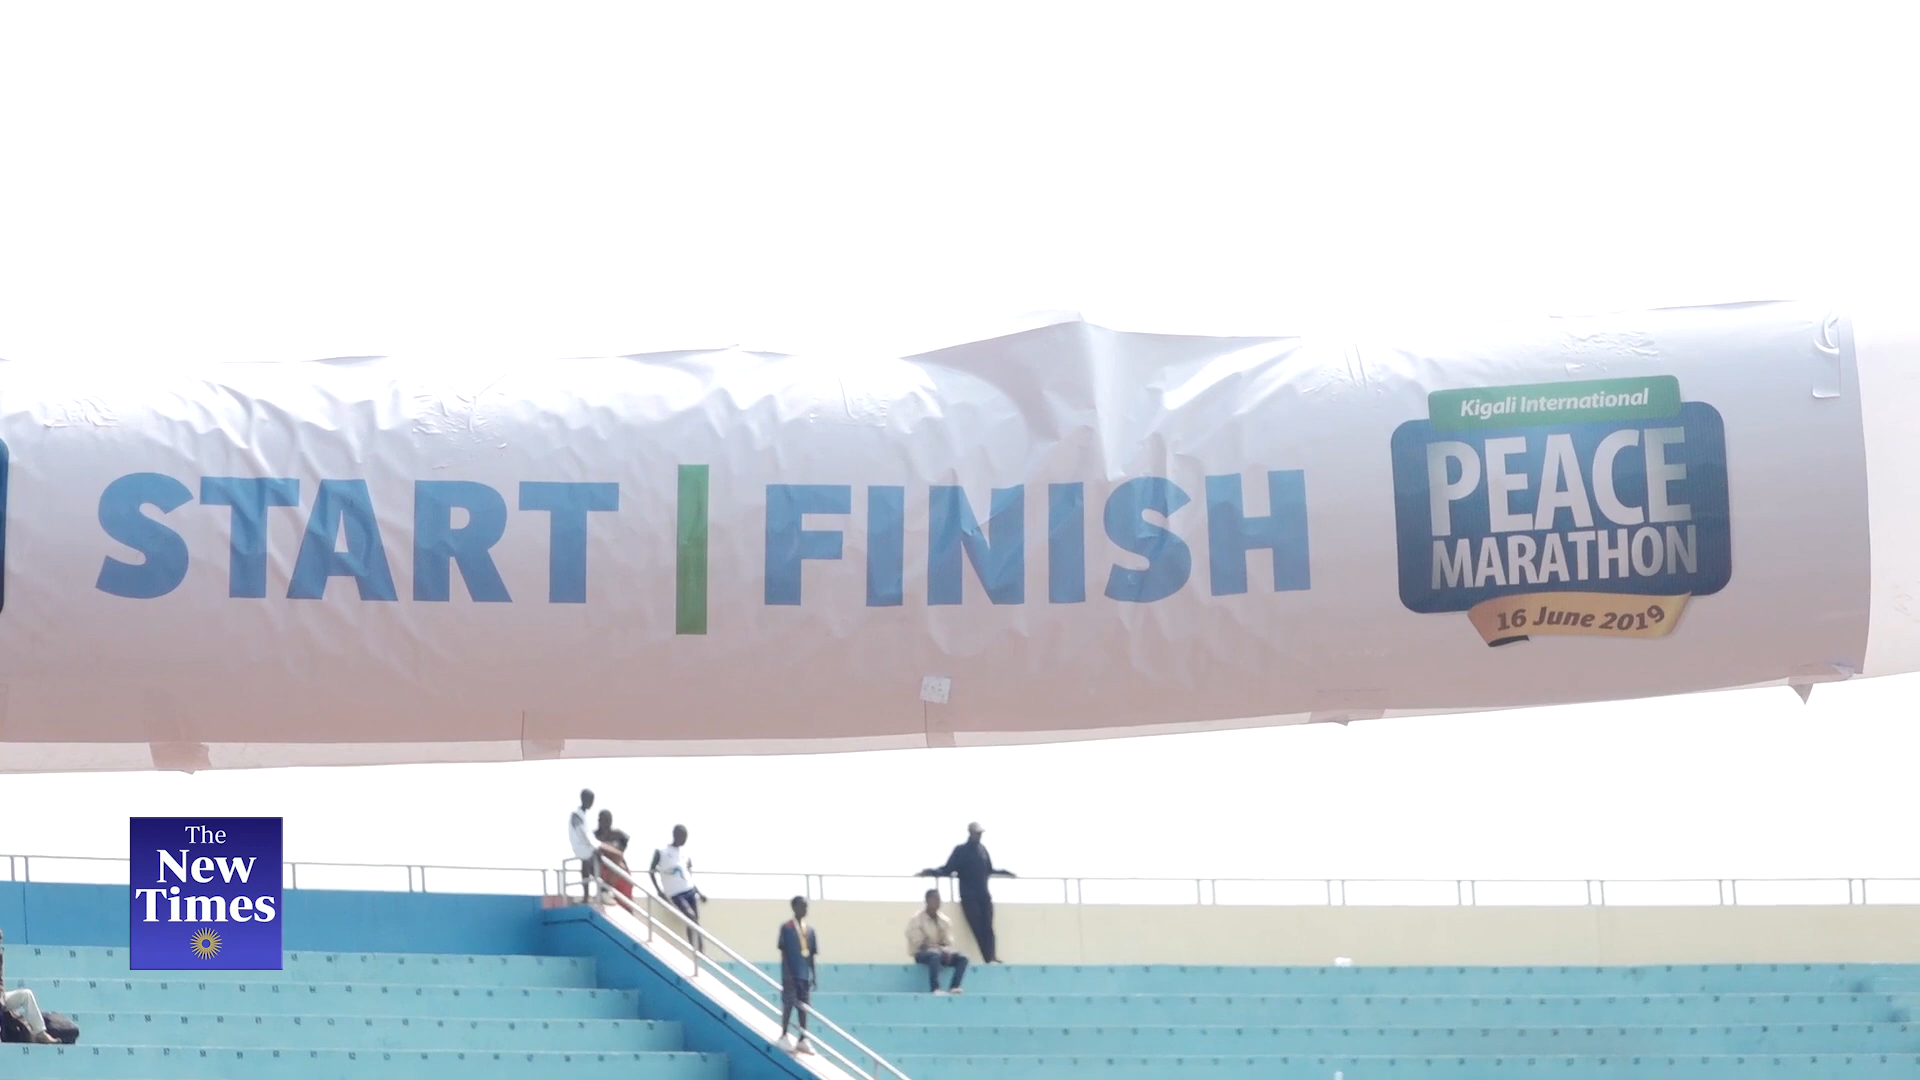 START | FINISH
Kigali International
PEACE
MARATHON
16 June 2019
The
New
Times